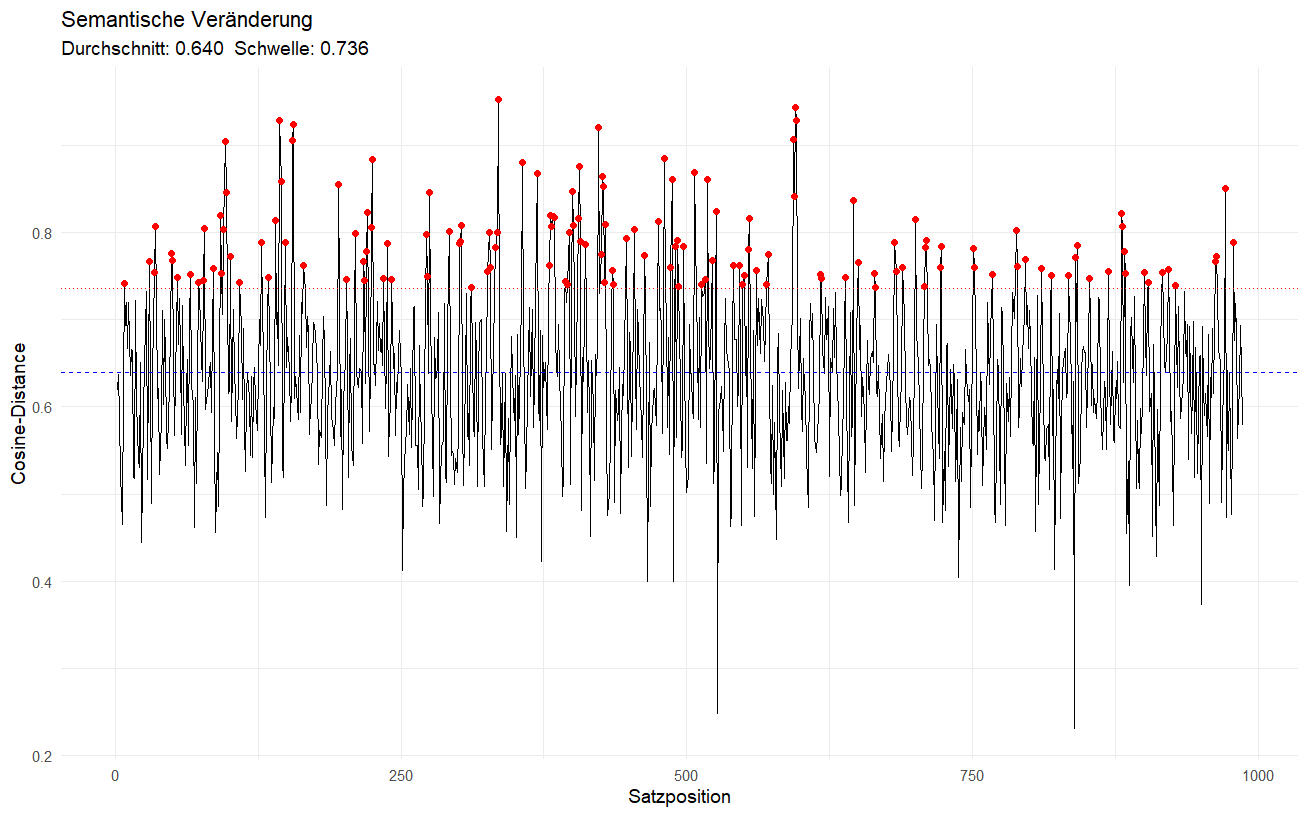 Semantische Veränderung
Durchschnitt: 0.640  Schwelle: 0.736
Cosine-Distance
0.8
0.6
0.4
0.2
0
250
500
750
1000
Satzposition